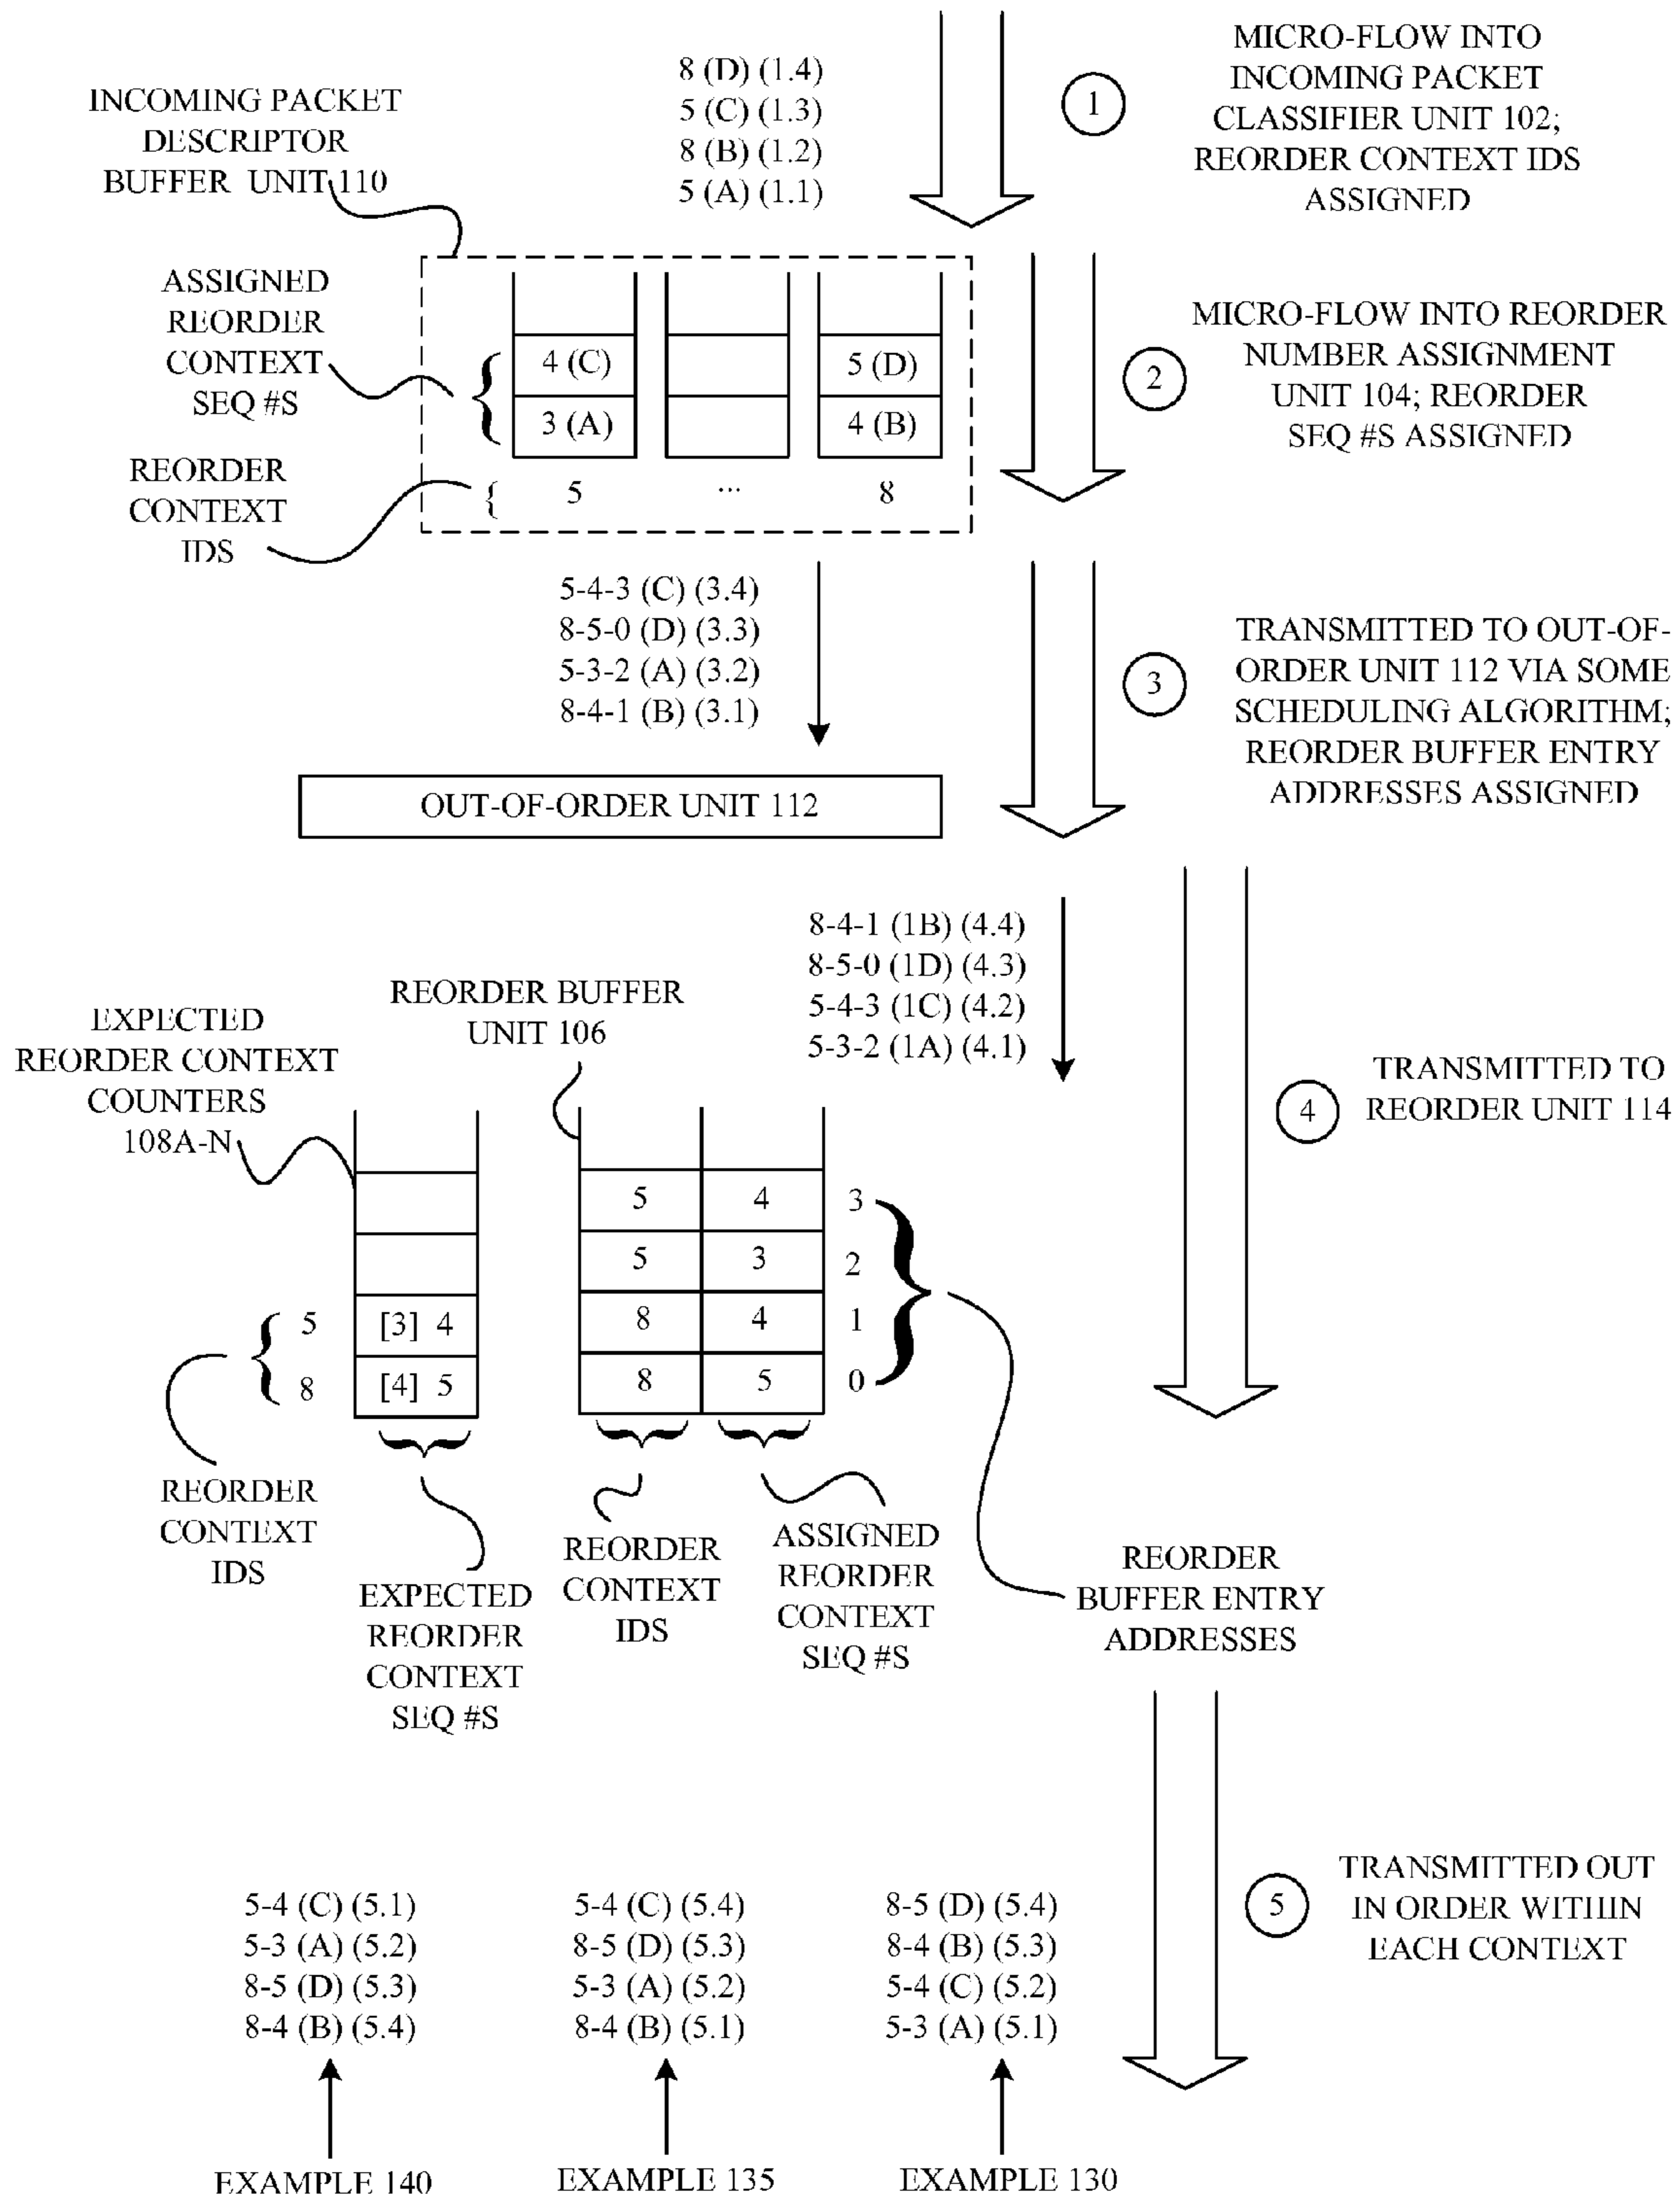 8 (D) (1.4)
5 (C) (1.3)
8 (B) (1.2)
5 (A) (1.1)
1
MICRO-FLOW INTO
INCOMING PACKET
CLASSIFIER UNIT 102;
REORDER CONTEXT IDS
ASSIGNED
INCOMING PACKET
DESCRIPTOR
BUFFER UNIT 110
ASSIGNED
REORDER
CONTEXT
SEQ #S
4 (C)
5 (D)
3 (A)
4 (B)
REORDER
CONTEXT
IDS
{ 5 ... 8
2
MICRO-FLOW INTO REORDER
NUMBER ASSIGNMENT
UNIT 104; REORDER
SEQ #S ASSIGNED
5-4-3 (C) (3.4)
8-5-0 (D) (3.3)
5-3-2 (A) (3.2)
8-4-1 (B) (3.1)
3
TRANSMITTED TO OUT-OF-
ORDER UNIT 112 VIA SOME
SCHEDULING ALGORITHM;
REORDER BUFFER ENTRY
ADDRESSES ASSIGNED
OUT-OF-ORDER UNIT 112
8-4-1 (1B) (4.4)
8-5-0 (1D) (4.3)
5-4-3 (1C) (4.2)
5-3-2 (1A) (4.1)
4
TRANSMITTED TO
REORDER UNIT 114
EXPECTED
REORDER CONTEXT
COUNTERS
108A-N
REORDER BUFFER
UNIT 106
5 4 3
5 3 2
8 4 1
8 5 0
5 [3] 4
8 [4] 5
REORDER
CONTEXT
IDS
EXPECTED
REORDER
CONTEXT
SEQ #S
REORDER
CONTEXT
IDS
ASSIGNED
REORDER
CONTEXT
SEQ #S
REORDER
BUFFER ENTRY
ADDRESSES
5
TRANSMITTED OUT
IN ORDER WITHIN
EACH CONTEXT
5-4 (C) (5.1)
5-3 (A) (5.2)
8-5 (D) (5.3)
8-4 (B) (5.4)
EXAMPLE 140
5-4 (C) (5.4)
8-5 (D) (5.3)
5-3 (A) (5.2)
8-4 (B) (5.1)
EXAMPLE 135
8-5 (D) (5.4)
8-4 (B) (5.3)
5-4 (C) (5.2)
5-3 (A) (5.1)
EXAMPLE 130